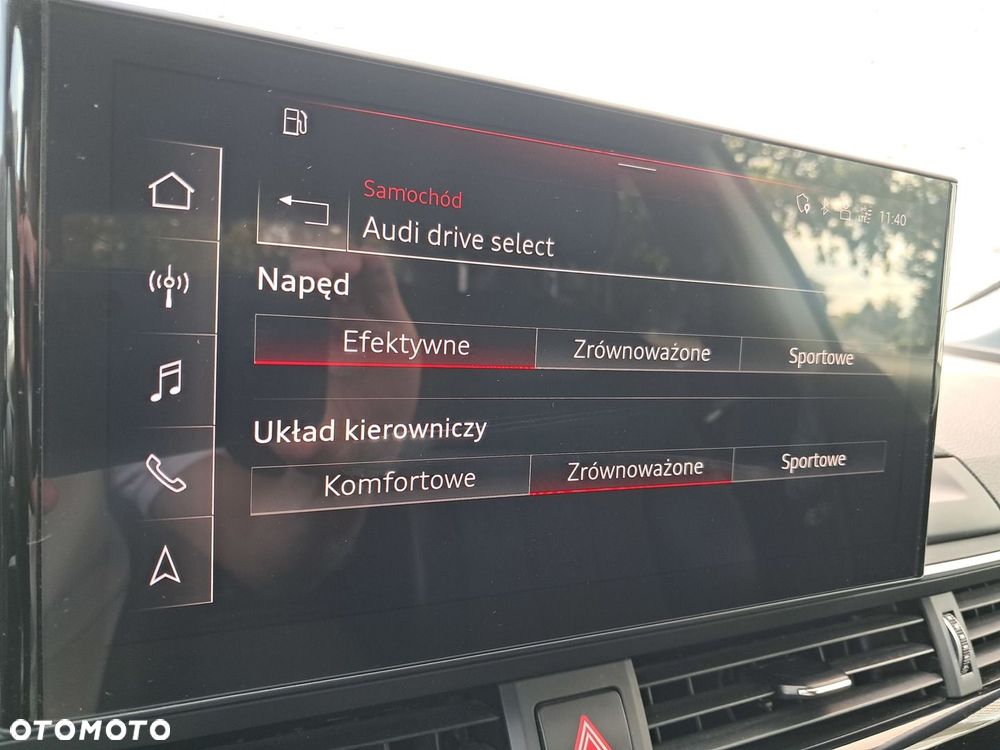 Samochód
Audi drive select
11:40
Napęd
Efektywne Zrównoważone Sportowe
Układ kierowniczy
Komfortowe Zrównoważone Sportowe
OTOMOTO